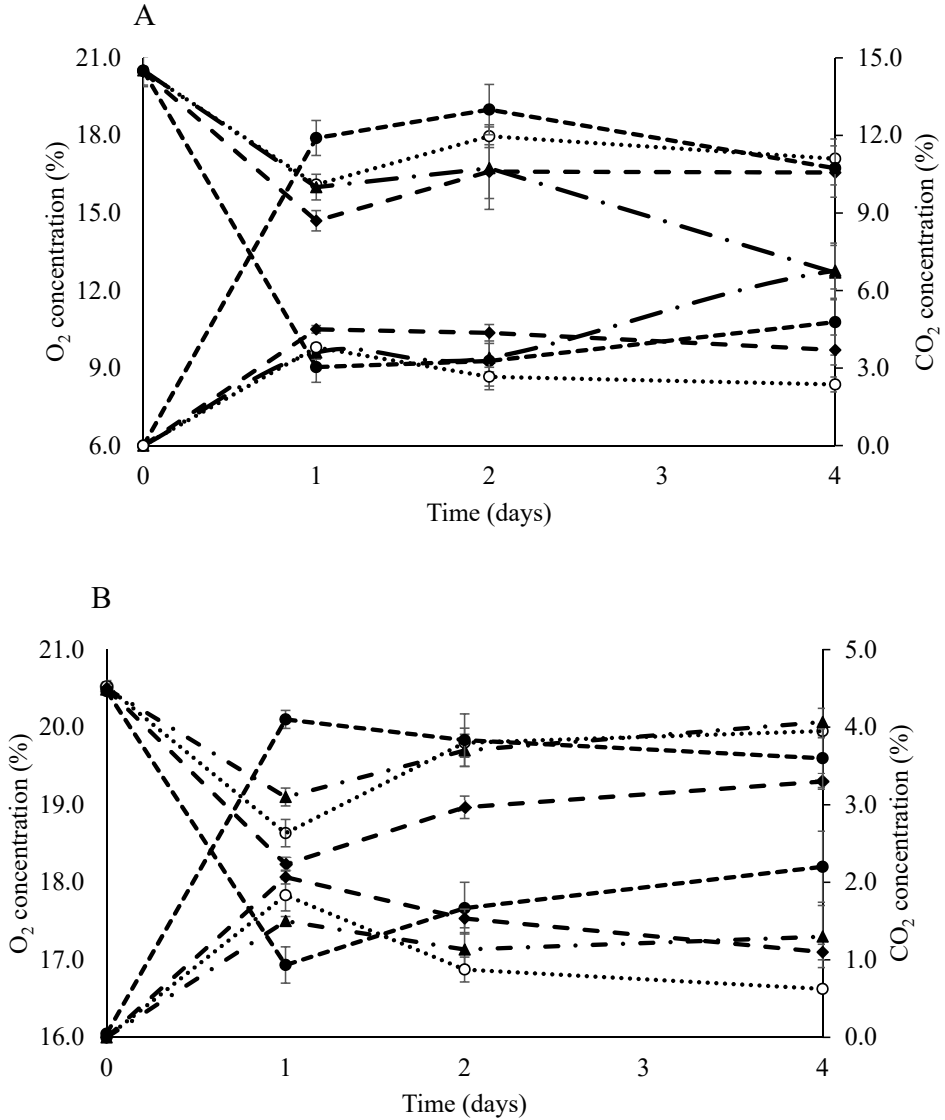 A
21.0 15.0
18.0 12.0
15.0 9.0
12.0 6.0
9.0 3.0
6.0 0.0
O₂ concentration (%)
CO₂ concentration (%)
0 1 2 3 4
Time (days)
B
21.0 5.0
20.0 4.0
19.0 3.0
18.0 2.0
17.0 1.0
16.0 0.0
O₂ concentration (%)
CO₂ concentration (%)
0 1 2 3 4
Time (days)